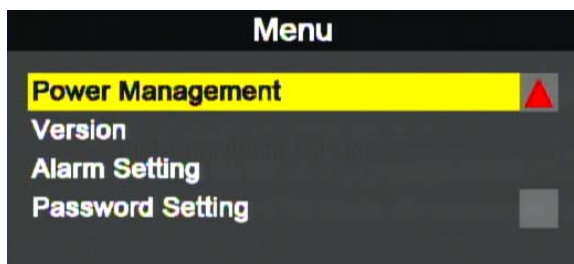 Menu
Power Management
Version
Alarm Setting
Password Setting